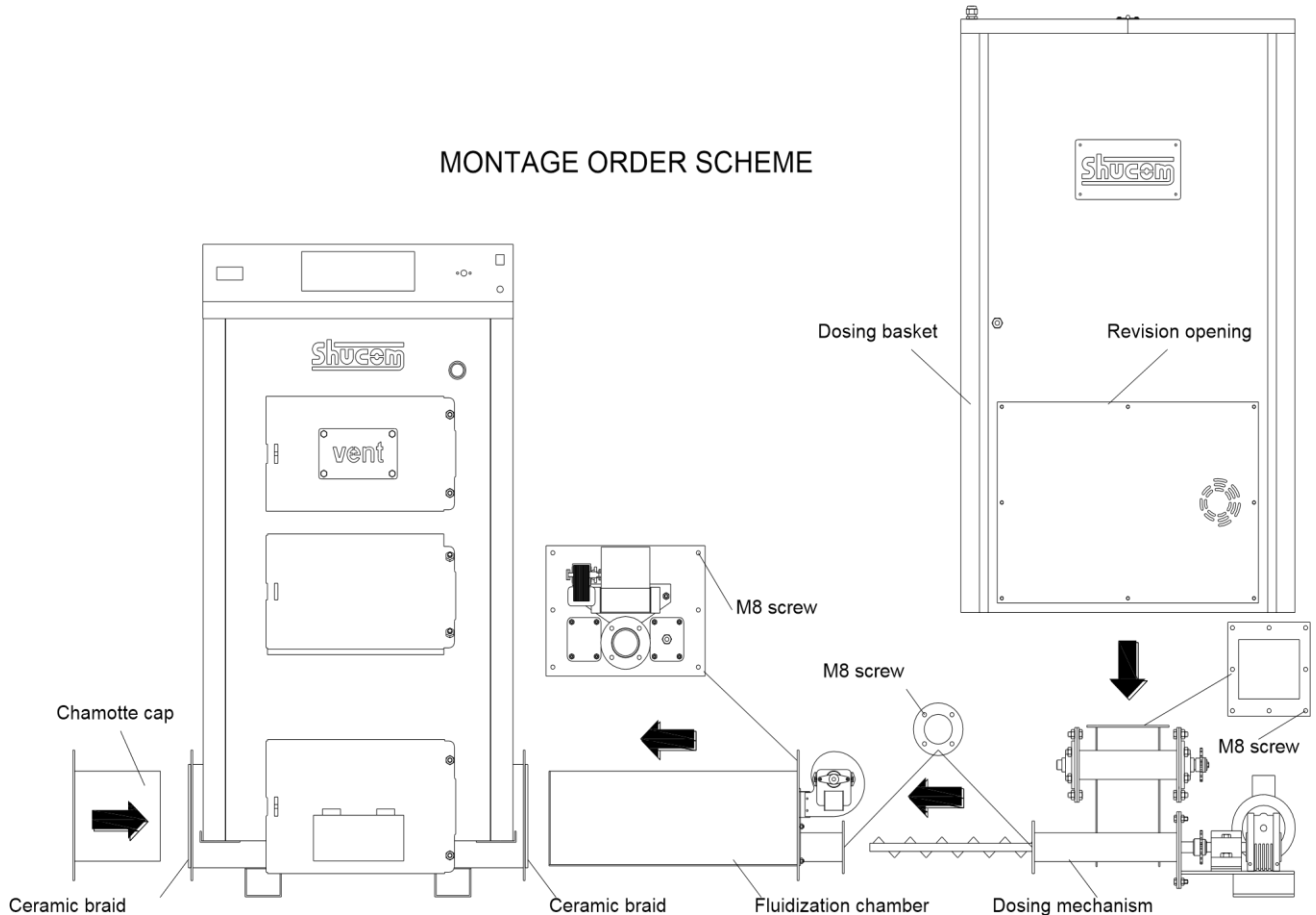 MONTAGE ORDER SCHEME
Shucom
Dosing basket
Revision opening
Shucom
vent
M8 screw
M8 screw
Chamotte cap
M8 screw
Ceramic braid
Ceramic braid
Fluidization chamber
Dosing mechanism